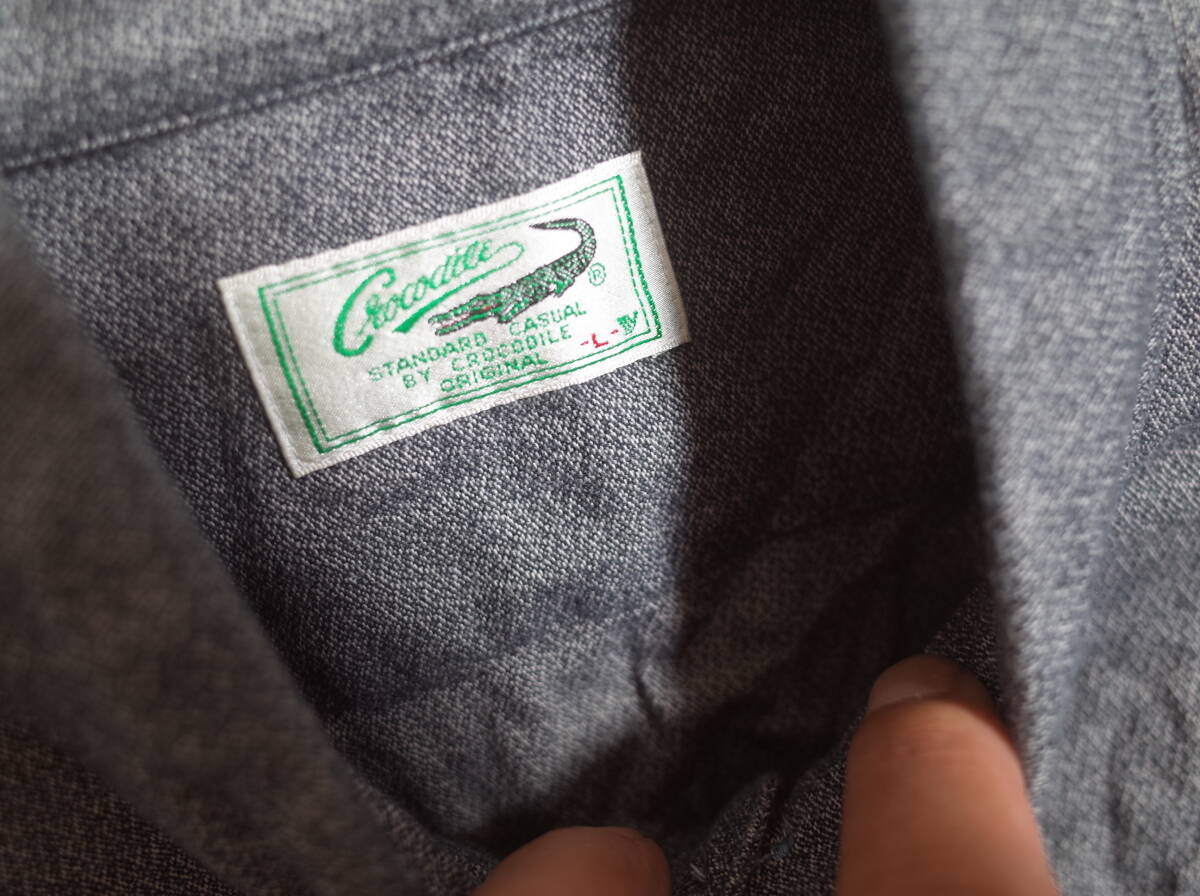 Crocodile
®
STANDARD CASUAL
BY CROCODILE
ORIGINAL
-L-W